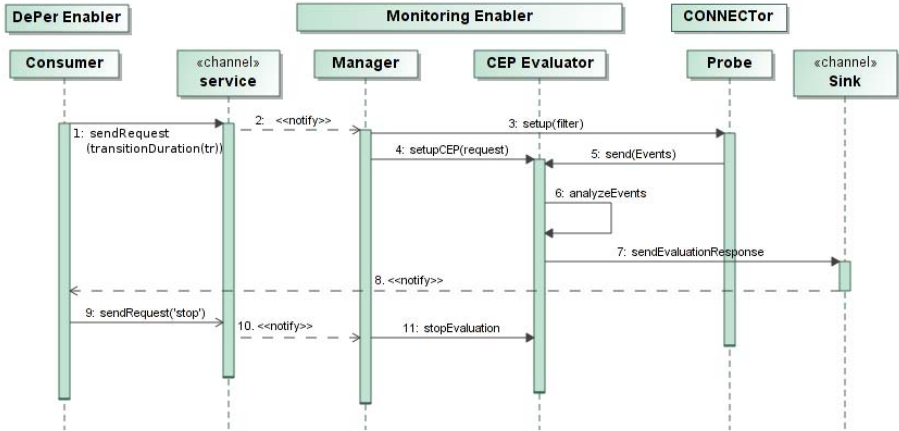 DePer Enabler
Monitoring Enabler
CONNECTor
Consumer
«channel»
service
Manager
CEP Evaluator
Probe
«channel»
Sink
1: sendRequest
(transitionDuration(tr))
2: <<notify>>
3: setup(filter)
4: setupCEP(request)
5: send(Events)
6: analyzeEvents
7: sendEvaluationResponse
8. <<notify>>
9: sendRequest('stop')
10. <<notify>>
11: stopEvaluation